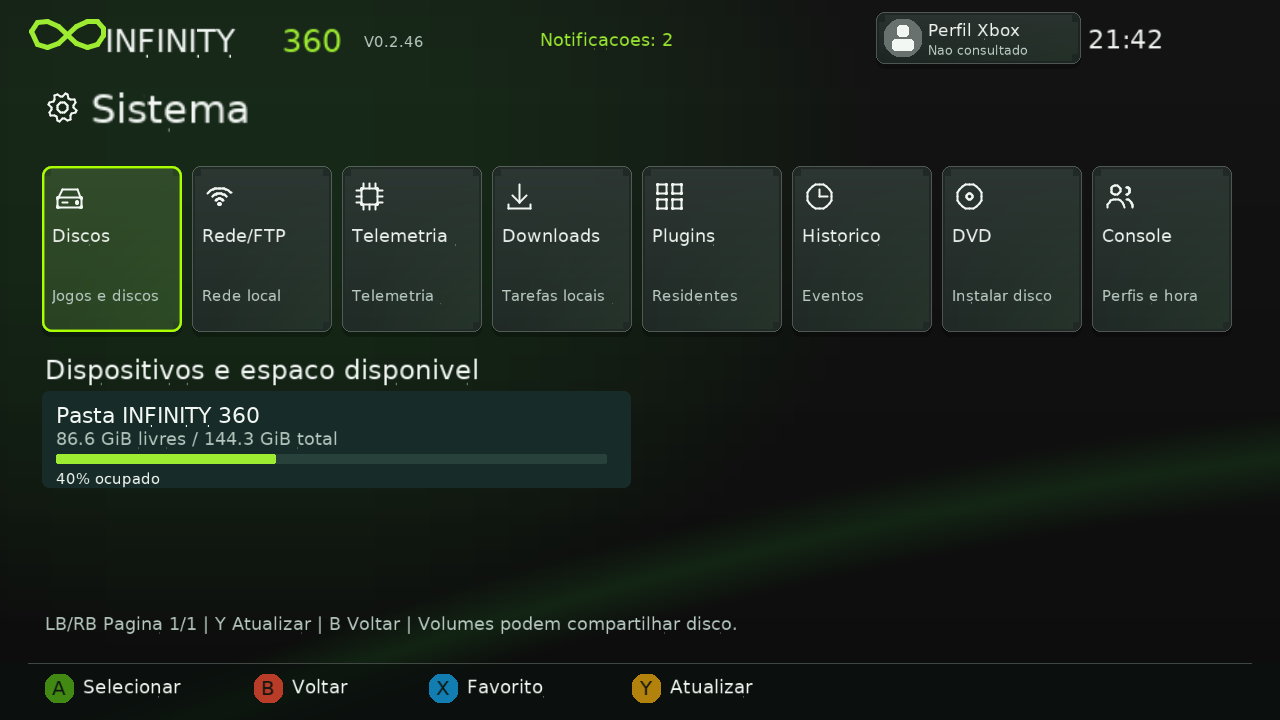 INFINITY 360 V0.2.46 Notificacoes: 2 Perfil Xbox 21:42
Nao consultado
Sistema
Discos Rede/FTP Telemetria Downloads Plugins Historico DVD Console
Jogos e discos Rede local Telemetria Tarefas locais Residentes Eventos Instalar disco Perfis e hora
Dispositivos e espaco disponivel
Pasta INFINITY 360
86.6 GiB livres / 144.3 GiB total
40% ocupado
LB/RB Pagina 1/1 | Y Atualizar | B Voltar | Volumes podem compartilhar disco.
A Selecionar B Voltar X Favorito Y Atualizar